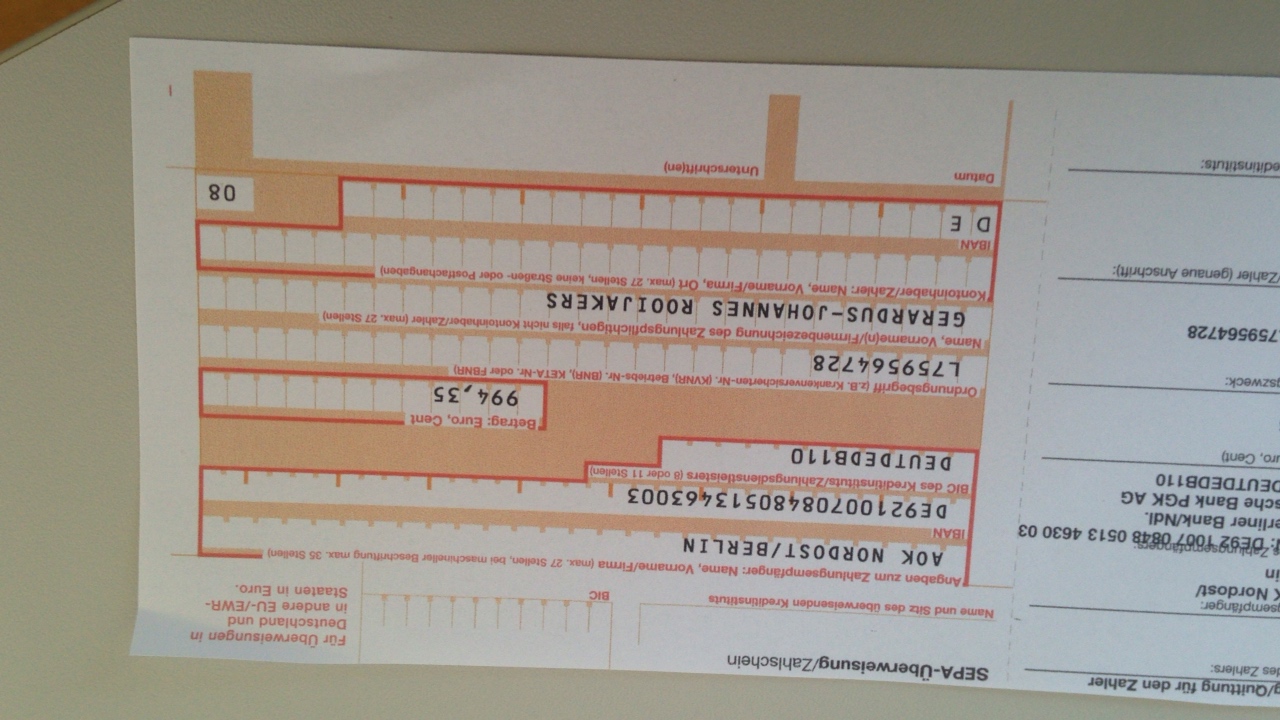 g/Quittung für den Zahler
des Zahlers:
sempfänger:
K Nordost/
in
s Zahlungsempfängers:
N: DE92 1007 0848 0513 4630 03
erliner Bank/Ndl.
sche Bank PGK AG
DEUTDEDB110
uro, Cent)
gszweck:
759564728
/Zahler (genaue Anschrift):
editinstituts:
SEPA-Überweisung/Zahlschein
Name und Sitz des überweisenden Kreditinstituts
BIC
Für Überweisungen in
Deutschland und
in andere EU-/EWR-
Staaten in Euro.
Angaben zum Zahlungsempfänger: Name, Vorname/Firma (max. 27 Stellen, bei maschineller Beschriftung max. 35 Stellen)
AOK NORDOST/BERLIN
IBAN
DE92100708480513463003
BIC des Kreditinstituts/Zahlungsdienstleisters (8 oder 11 Stellen)
DEUTDEDB110
Betrag: Euro, Cent
994,35
Ordnungsbegriff (z.B. Krankenversicherten-Nr. (KVNR), Betriebs-Nr. (BNR), KETA-Nr. oder FBNR)
L759564728
Name, Vorname(n)/Firmenbezeichnung des Zahlungspflichtigen, falls nicht Kontoinhaber/Zahler (max. 27 Stellen)
GERARDUS-JOHANNES ROOIJAKERS
Kontoinhaber/Zahler: Name, Vorname/Firma, Ort (max. 27 Stellen, keine Straßen- oder Postfachangaben)
IBAN
D E
08
Datum
Unterschrift(en)